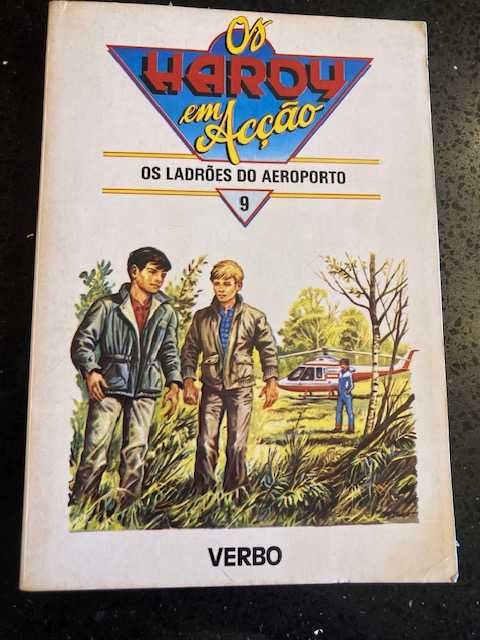 Os
HARDY
em Acção
OS LADRÕES DO AEROPORTO
9
VERBO